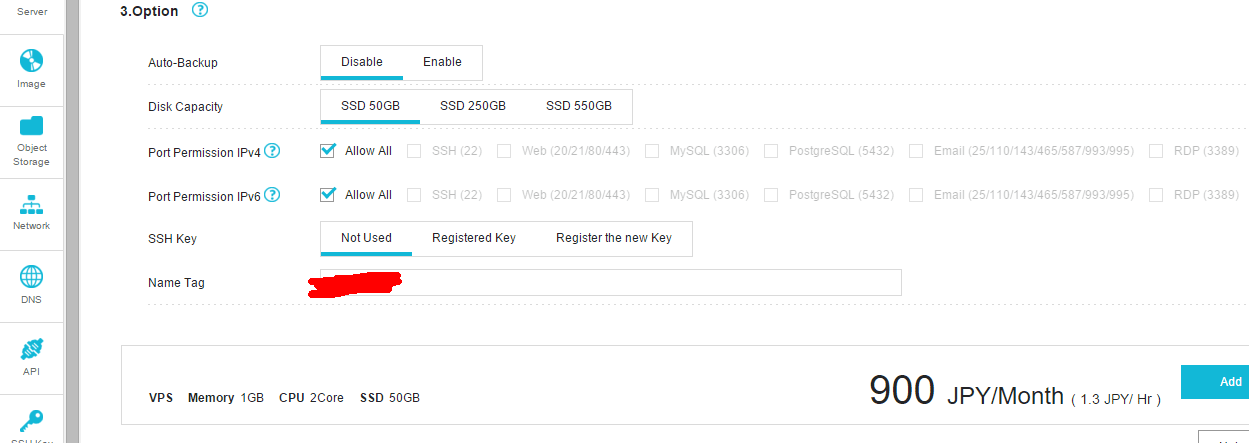 Server
Image
Object
Storage
Network
DNS
API
3.Option ?
Auto-Backup Disable Enable
Disk Capacity SSD 50GB SSD 250GB SSD 550GB
Port Permission IPv4 ? Allow All SSH (22) Web (20/21/80/443) MySQL (3306) PostgreSQL (5432) Email (25/110/143/465/587/993/995) RDP (3389)
Port Permission IPv6 ? Allow All SSH (22) Web (20/21/80/443) MySQL (3306) PostgreSQL (5432) Email (25/110/143/465/587/993/995) RDP (3389)
SSH Key Not Used Registered Key Register the new Key
Name Tag
VPS Memory 1GB CPU 2Core SSD 50GB 900 JPY/Month ( 1.3 JPY/ Hr ) Add
SSH Key